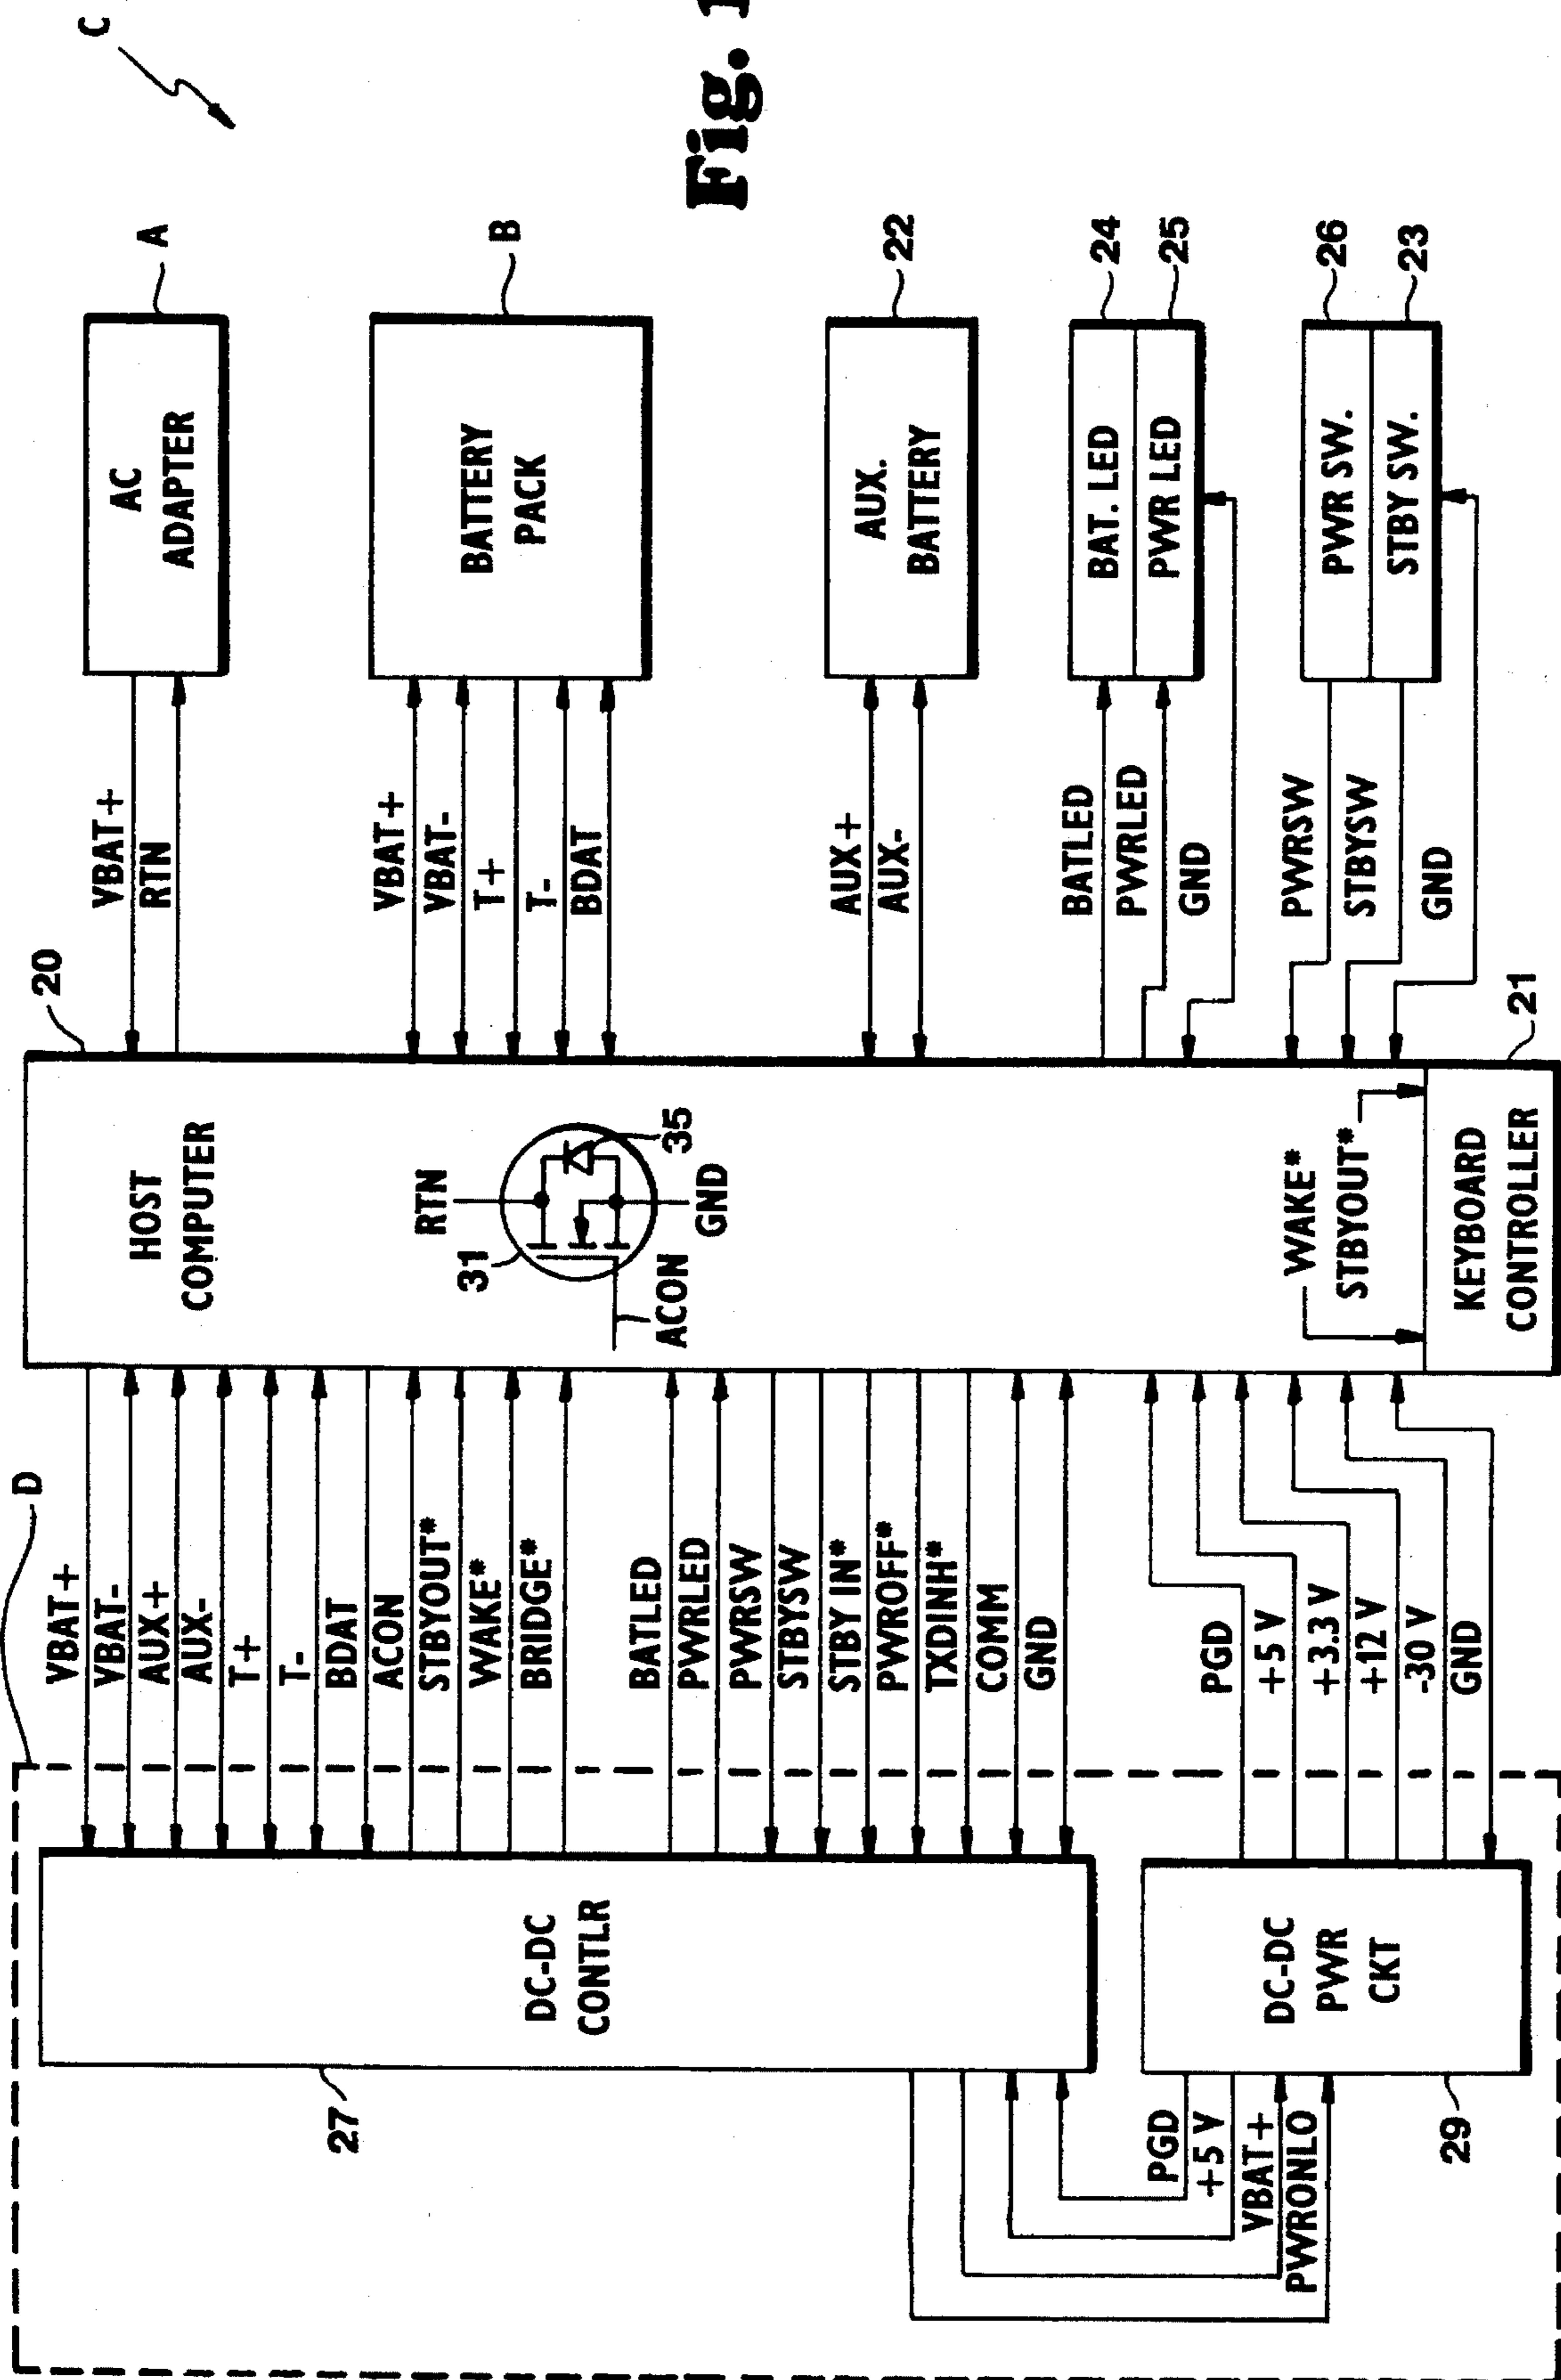 C
Fig. 1
D
27
DC-DC
CONTLR
29
DC-DC
PWR
CKT
PGD
+5 V
VBAT+
PWRONLO
VBAT+
VBAT-
AUX+
AUX-
T+
T-
BDAT
ACON
STBYOUT*
WAKE*
BRIDGE*
BATLED
PWRLED
PWRSW
STBYSW
STBY IN*
PWROFF*
TXDINH*
COMM
GND
PGD
+5 V
+3.3 V
+12 V
-30 V
GND
20
HOST
COMPUTER
RTN
31
35
ACON
GND
WAKE*
STBYOUT*
KEYBOARD
CONTROLLER
21
VBAT+
RTN
AC
ADAPTER
A
VBAT+
VBAT-
T+
T-
BDAT
BATTERY
PACK
B
AUX+
AUX-
AUX.
BATTERY
22
BATLED
PWRLED
GND
BAT. LED
PWR LED
24
25
PWRSW
STBYSW
GND
PWR SW.
STBY SW.
26
23